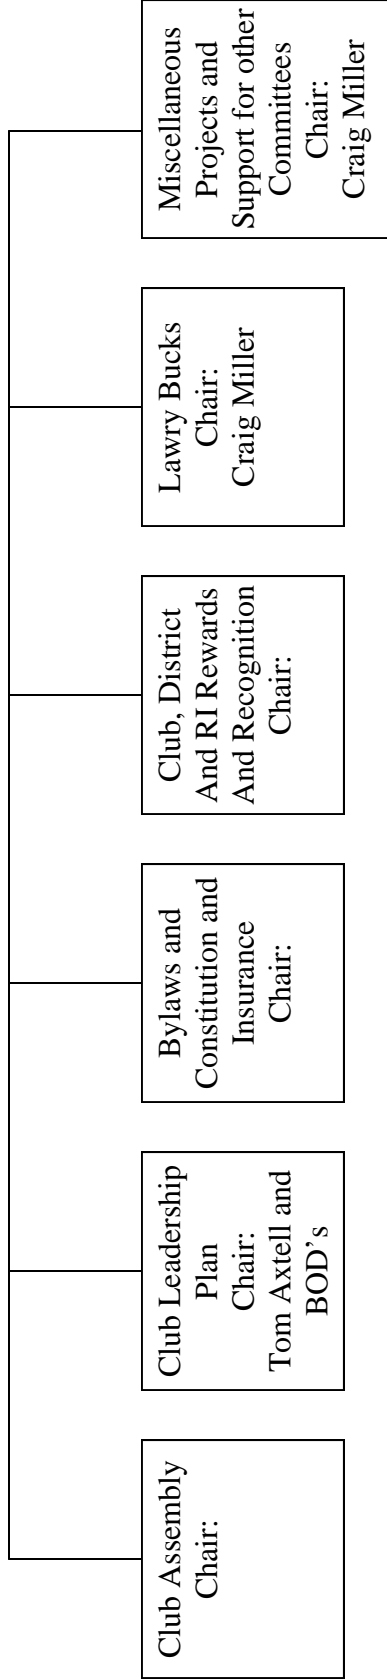 Club Assembly
Chair:
Club Leadership
Plan
Chair:
Tom Axtell and
BOD's
Bylaws and
Constitution and
Insurance
Chair:
Club, District
And RI Rewards
And Recognition
Chair:
Lawry Bucks
Chair:
Craig Miller
Miscellaneous
Projects and
Support for other
Committees
Chair:
Craig Miller